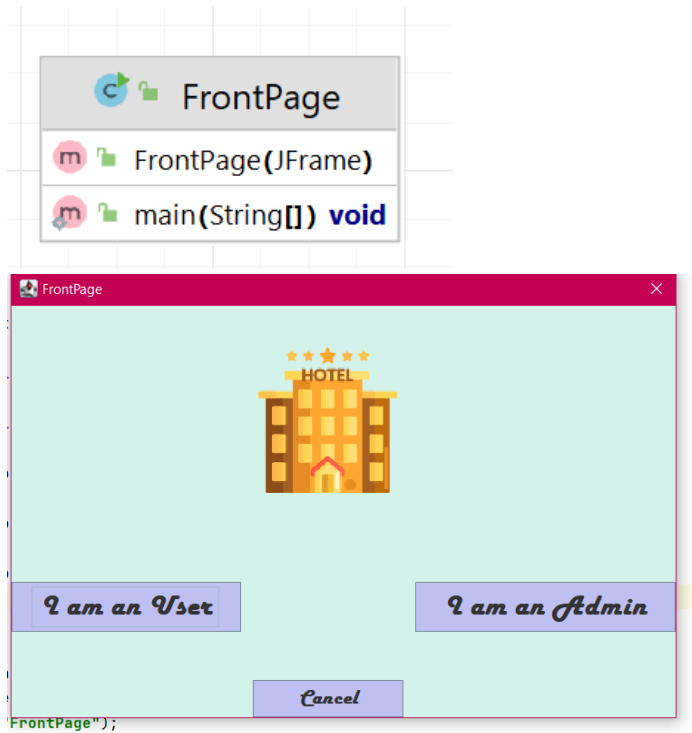 FrontPage
FrontPage(JFrame)
main(String[]) void
FrontPage
HOTEL
I am an User
I am an Admin
Cancel
"FrontPage");